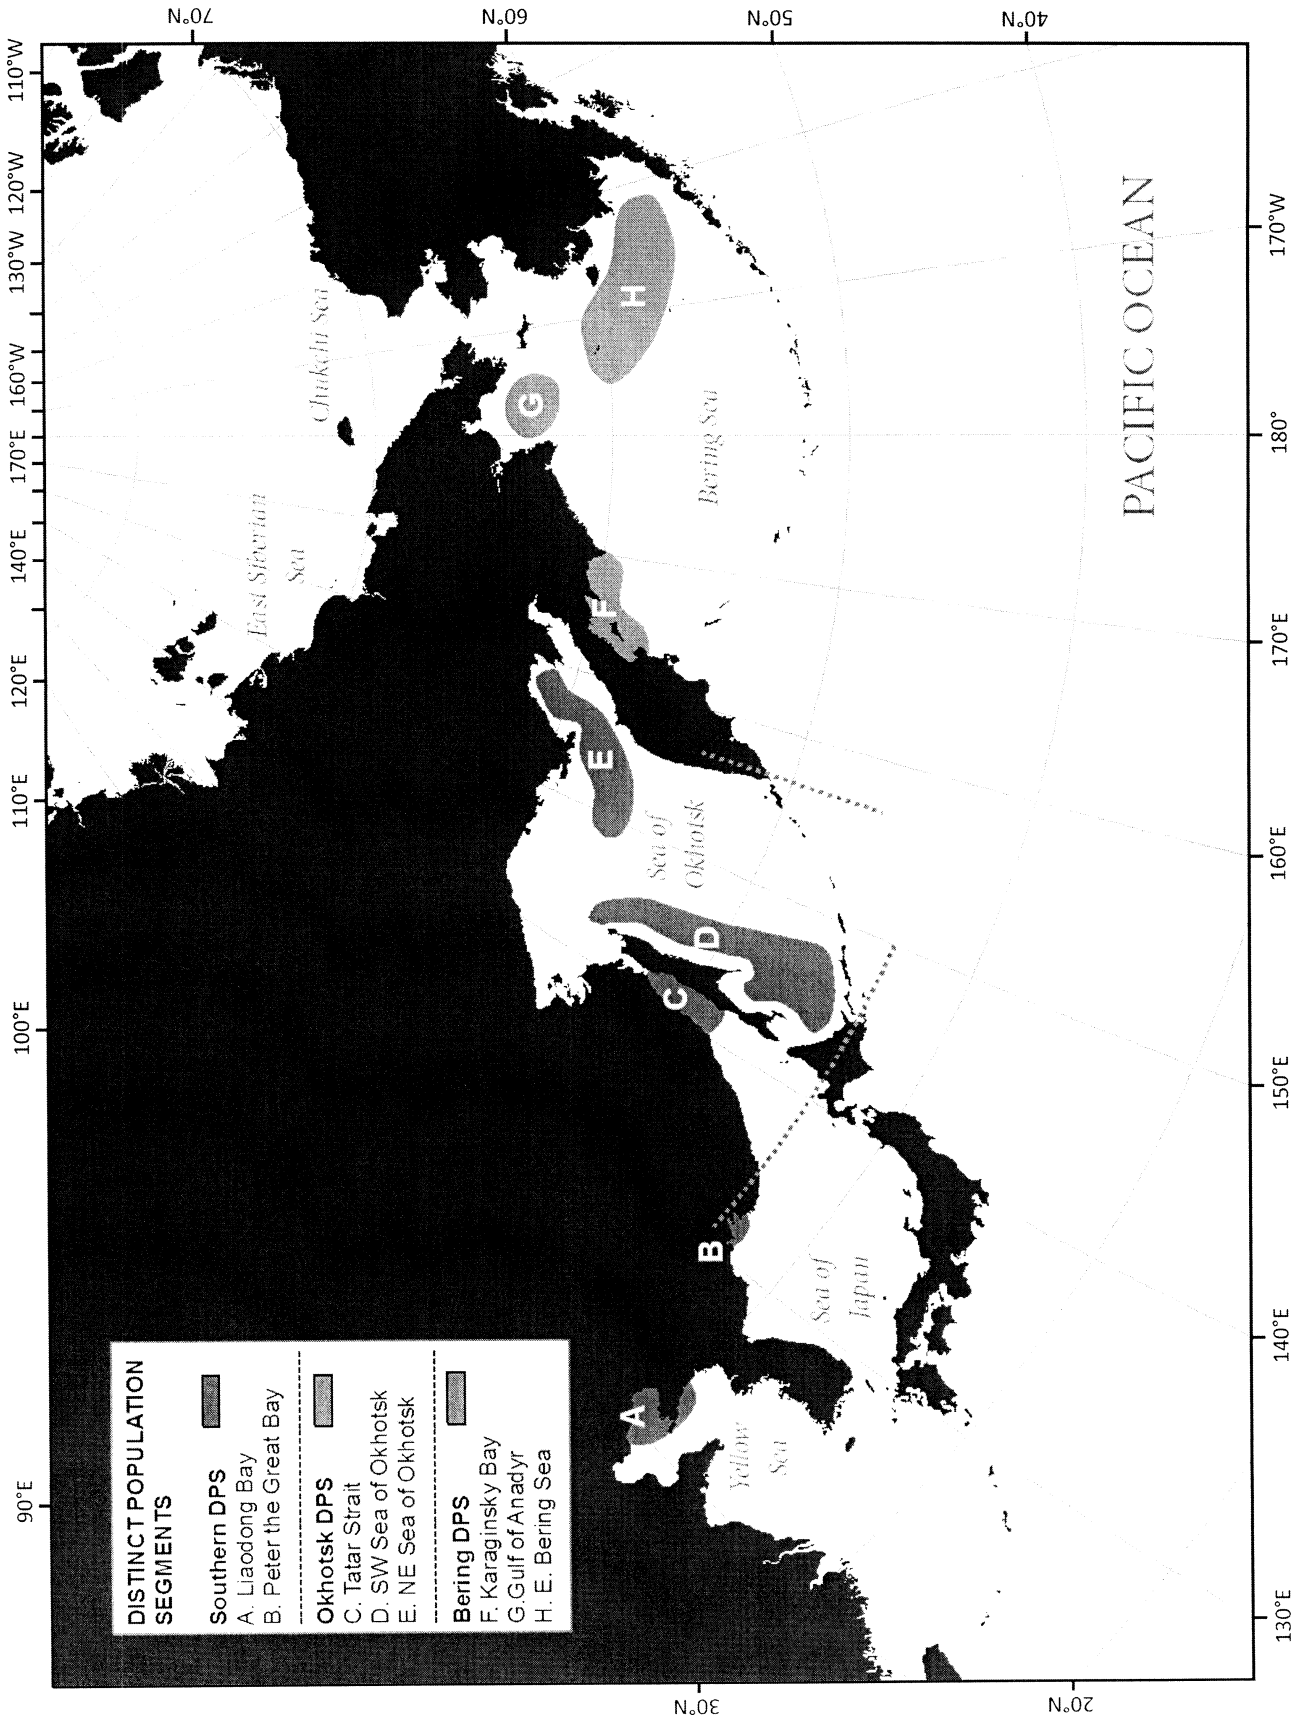 DISTINCT POPULATION
SEGMENTS
Southern DPS
A. Liaodong Bay
B. Peter the Great Bay
Okhotsk DPS
C. Tatar Strait
D. SW Sea of Okhotsk
E. NE Sea of Okhotsk
Bering DPS
F. Karaginsky Bay
G.Gulf of Anadyr
H. E. Bering Sea
90°E
100°E
110°E
120°E
140°E
170°E
160°W
130°W
120°W
110°W
70°N
60°N
50°N
40°N
30°N
20°N
130°E
140°E
150°E
160°E
170°E
180°
170°W
East Siberian
Sea
Chukchi Sea
Bering Sea
Sea of
Okhotsk
Sea of
Japan
Yellow
Sea
PACIFIC OCEAN
A
B
C
D
E
F
G
H